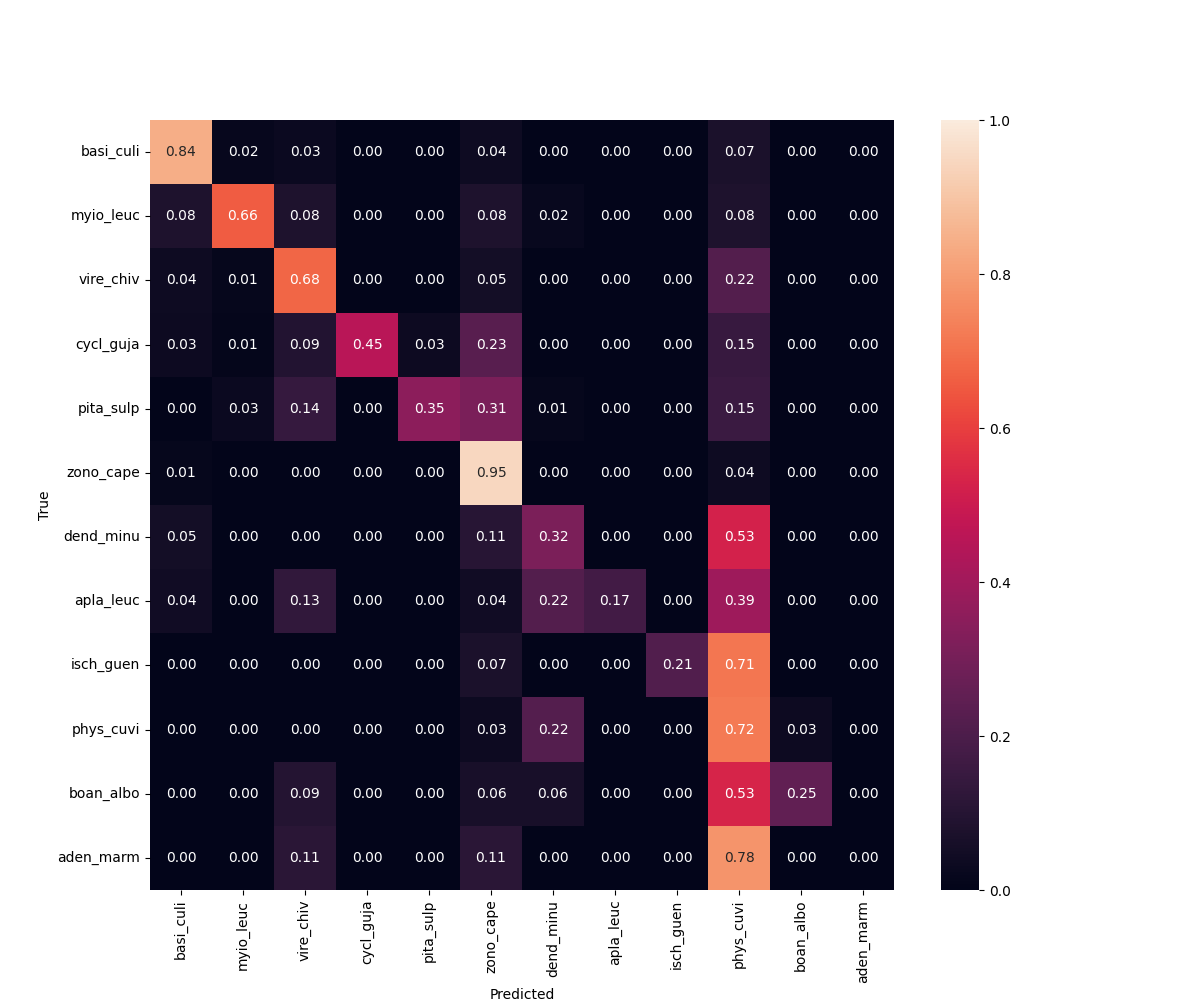 basi_culi 0.84 0.02 0.03 0.00 0.00 0.04 0.00 0.00 0.00 0.07 0.00 0.00
myio_leuc 0.08 0.66 0.08 0.00 0.00 0.08 0.02 0.00 0.00 0.08 0.00 0.00
vire_chiv 0.04 0.01 0.68 0.00 0.00 0.05 0.00 0.00 0.00 0.22 0.00 0.00
cycl_guja 0.03 0.01 0.09 0.45 0.03 0.23 0.00 0.00 0.00 0.15 0.00 0.00
pita_sulp 0.00 0.03 0.14 0.00 0.35 0.31 0.01 0.00 0.00 0.15 0.00 0.00
zono_cape 0.01 0.00 0.00 0.00 0.00 0.95 0.00 0.00 0.00 0.04 0.00 0.00
dend_minu 0.05 0.00 0.00 0.00 0.00 0.11 0.32 0.00 0.00 0.53 0.00 0.00
apla_leuc 0.04 0.00 0.13 0.00 0.00 0.04 0.22 0.17 0.00 0.39 0.00 0.00
isch_guen 0.00 0.00 0.00 0.00 0.00 0.07 0.00 0.00 0.21 0.71 0.00 0.00
phys_cuvi 0.00 0.00 0.00 0.00 0.00 0.03 0.22 0.00 0.00 0.72 0.03 0.00
boan_albo 0.00 0.00 0.09 0.00 0.00 0.06 0.06 0.00 0.00 0.53 0.25 0.00
aden_marm 0.00 0.00 0.11 0.00 0.00 0.11 0.00 0.00 0.00 0.78 0.00 0.00
True
basi_culi
myio_leuc
vire_chiv
cycl_guja
pita_sulp
zono_cape
dend_minu
apla_leuc
isch_guen
phys_cuvi
boan_albo
aden_marm
Predicted
1.0
0.8
0.6
0.4
0.2
0.0